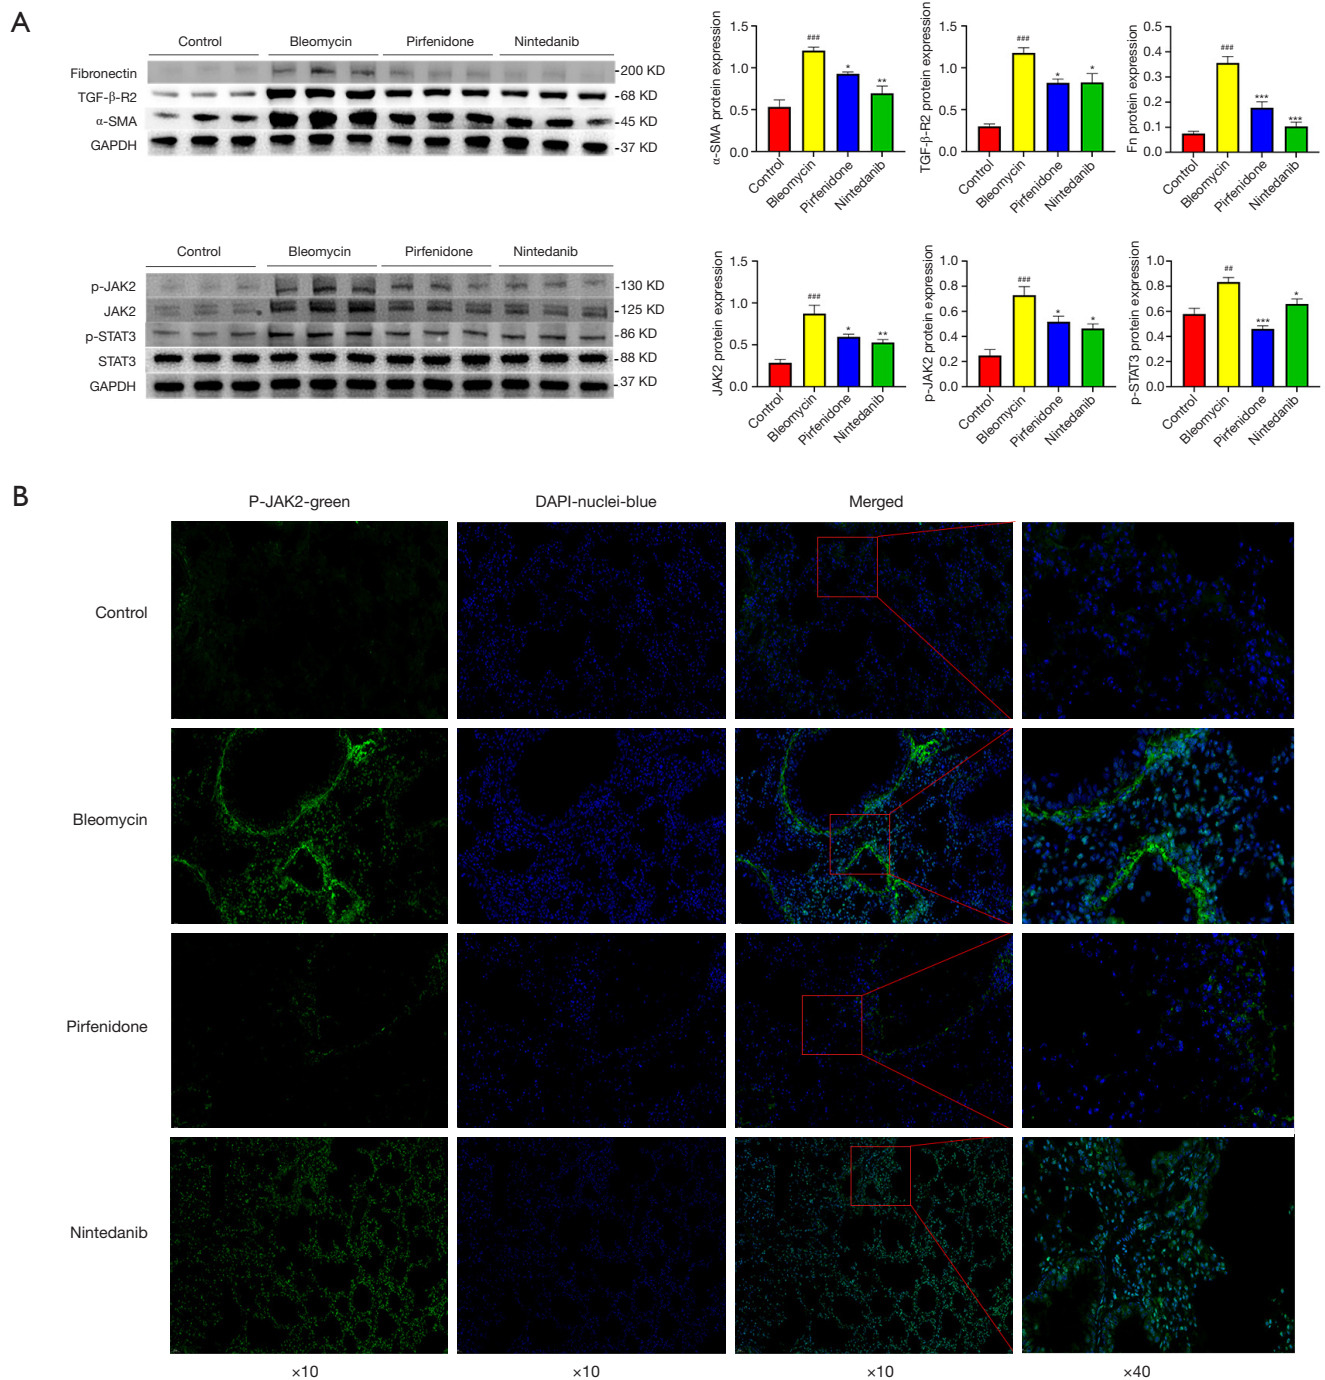 A
Control Bleomycin Pirfenidone Nintedanib
Fibronectin -200 KD
TGF-β-R2 -68 KD
α-SMA -45 KD
GAPDH -37 KD
α-SMA protein expression
1.5
1.0
0.5
0.0
###
*
**
Control Bleomycin Pirfenidone Nintedanib
TGF-β-R2 protein expression
1.5
1.0
0.5
0.0
###
*
*
Control Bleomycin Pirfenidone Nintedanib
Fn protein expression
0.5
0.4
0.3
0.2
0.1
0.0
###
***
***
Control Bleomycin Pirfenidone Nintedanib
Control Bleomycin Pirfenidone Nintedanib
p-JAK2 -130 KD
JAK2 -125 KD
p-STAT3 -86 KD
STAT3 -88 KD
GAPDH -37 KD
JAK2 protein expression
1.5
1.0
0.5
0.0
###
*
**
Control Bleomycin Pirfenidone Nintedanib
p-JAK2 protein expression
1.0
0.8
0.6
0.4
0.2
0.0
###
*
*
Control Bleomycin Pirfenidone Nintedanib
p-STAT3 protein expression
1.0
0.8
0.6
0.4
0.2
0.0
##
***
*
Control Bleomycin Pirfenidone Nintedanib
B
P-JAK2-green DAPI-nuclei-blue Merged
Control
Bleomycin
Pirfenidone
Nintedanib
×10 ×10 ×10 ×40